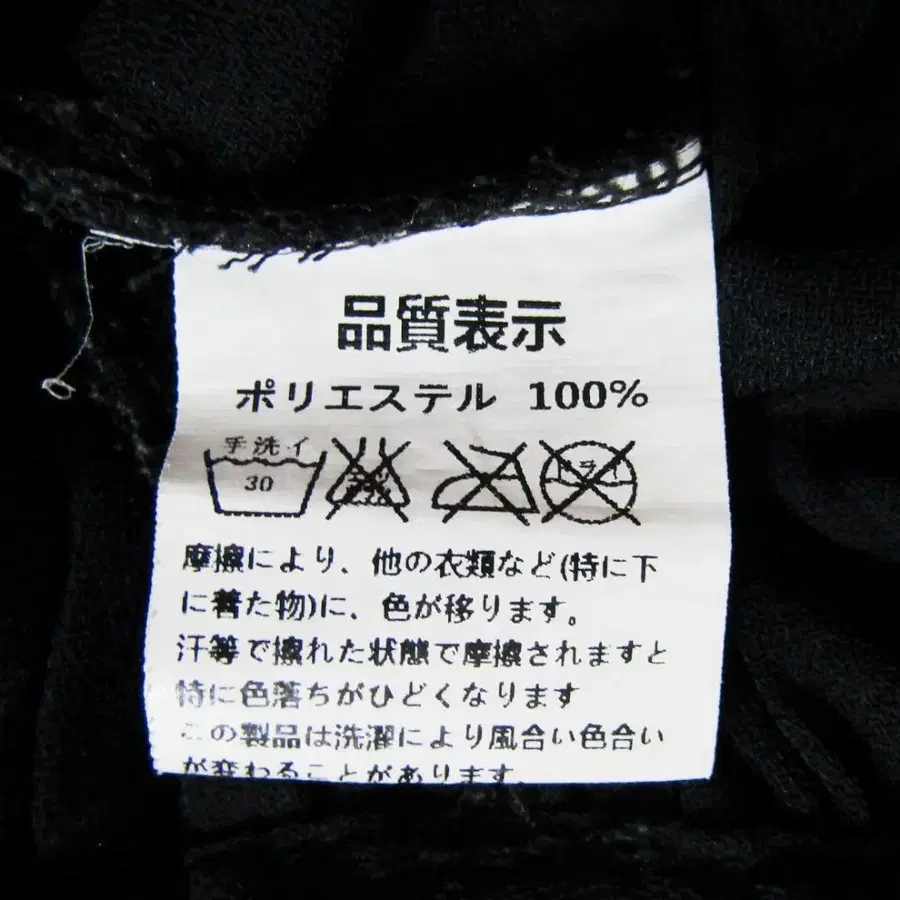 品質表示
ポリエステル 100%
手洗イ
30
ドライ
摩擦により、他の衣類など(特に下
に着た物)に、色が移ります。
汗等で擦れた状態で摩擦されますと
特に色落ちがひどくなります
この製品は洗濯により風合い色合い
が変わることがあります。